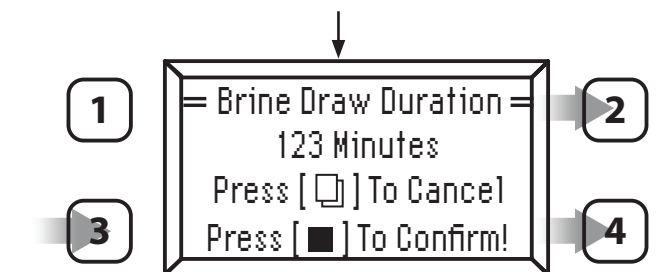 1
= Brine Draw Duration =
2
123 Minutes
Press [ ❏ ] To Cancel
3
Press [ ■ ] To Confirm!
4